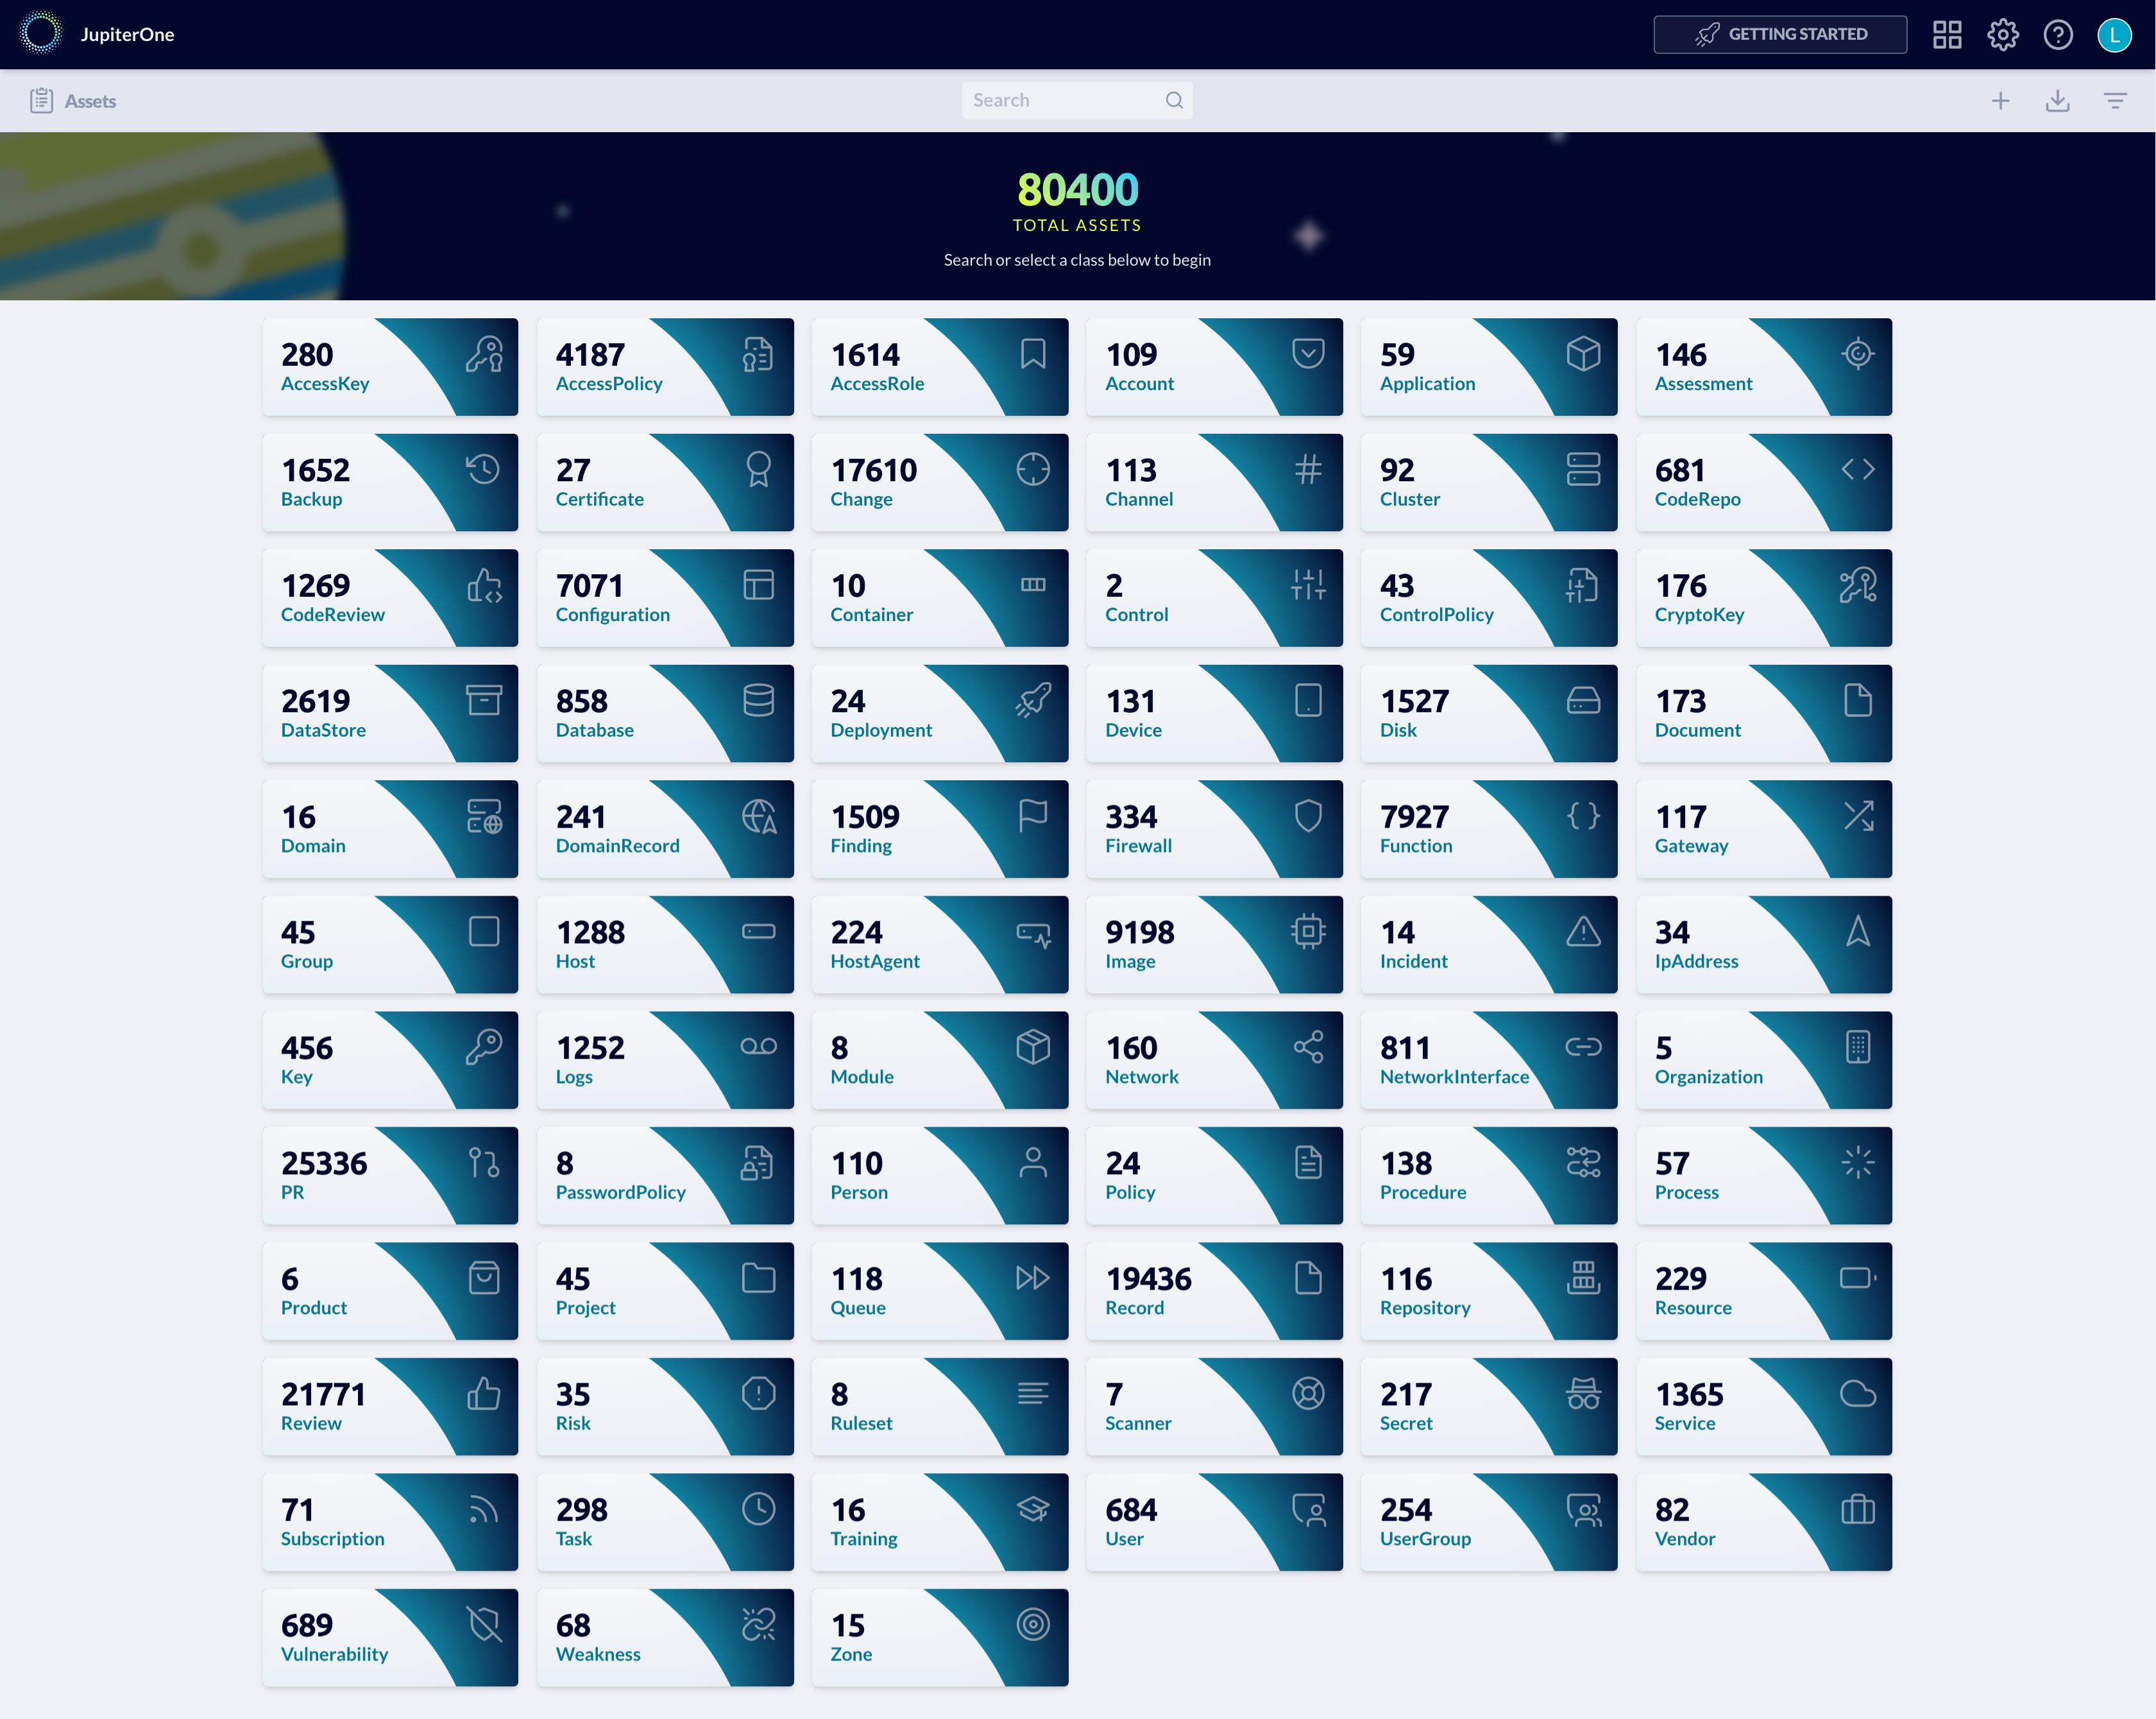 JupiterOne
GETTING STARTED
L
Assets
Search
80400
TOTAL ASSETS
Search or select a class below to begin
280
AccessKey
4187
AccessPolicy
1614
AccessRole
109
Account
59
Application
146
Assessment
1652
Backup
27
Certificate
17610
Change
113
Channel
92
Cluster
681
CodeRepo
1269
CodeReview
7071
Configuration
10
Container
2
Control
43
ControlPolicy
176
CryptoKey
2619
DataStore
858
Database
24
Deployment
131
Device
1527
Disk
173
Document
16
Domain
241
DomainRecord
1509
Finding
334
Firewall
7927
Function
117
Gateway
45
Group
1288
Host
224
HostAgent
9198
Image
14
Incident
34
IpAddress
456
Key
1252
Logs
8
Module
160
Network
811
NetworkInterface
5
Organization
25336
PR
8
PasswordPolicy
110
Person
24
Policy
138
Procedure
57
Process
6
Product
45
Project
118
Queue
19436
Record
116
Repository
229
Resource
21771
Review
35
Risk
8
Ruleset
7
Scanner
217
Secret
1365
Service
71
Subscription
298
Task
16
Training
684
User
254
UserGroup
82
Vendor
689
Vulnerability
68
Weakness
15
Zone